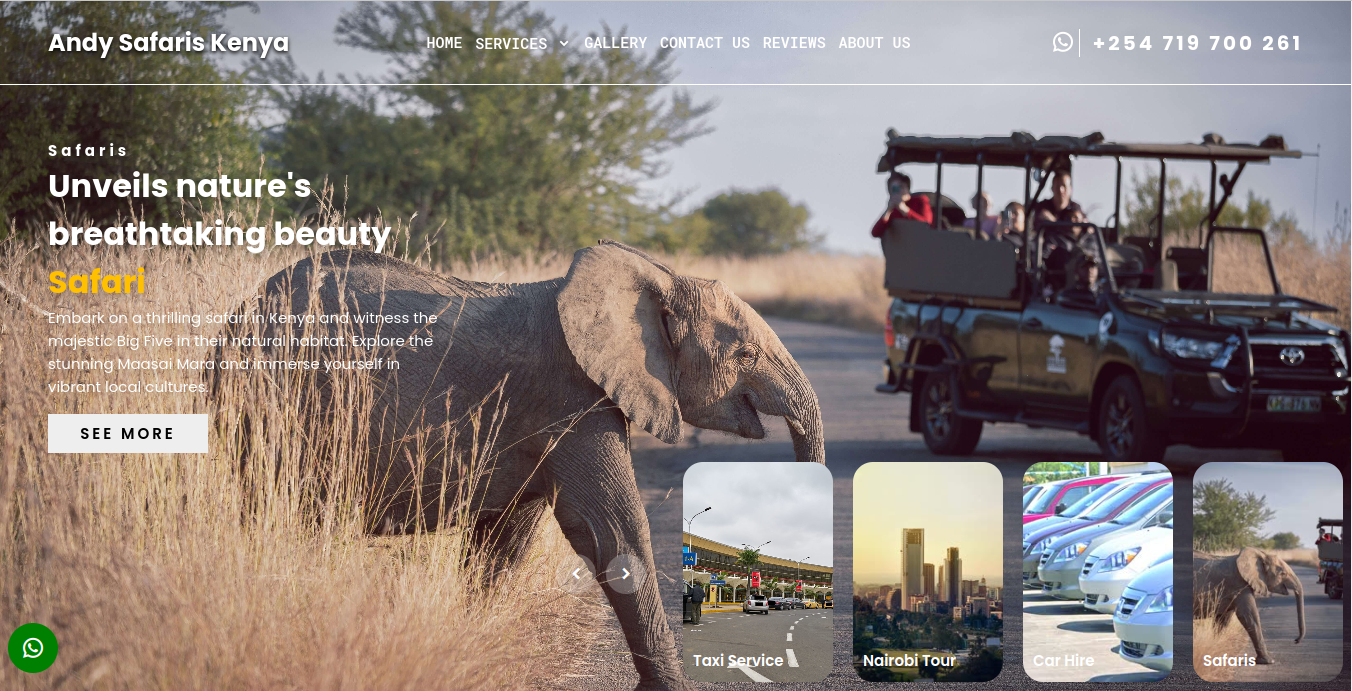 Andy Safaris Kenya
HOME SERVICES GALLERY CONTACT US REVIEWS ABOUT US
+254 719 700 261
Safaris
Unveils nature's
breathtaking beauty
Safari
Embark on a thrilling safari in Kenya and witness the
majestic Big Five in their natural habitat. Explore the
stunning Maasai Mara and immerse yourself in
vibrant local cultures.
SEE MORE
Taxi Service
Nairobi Tour
Car Hire
Safaris